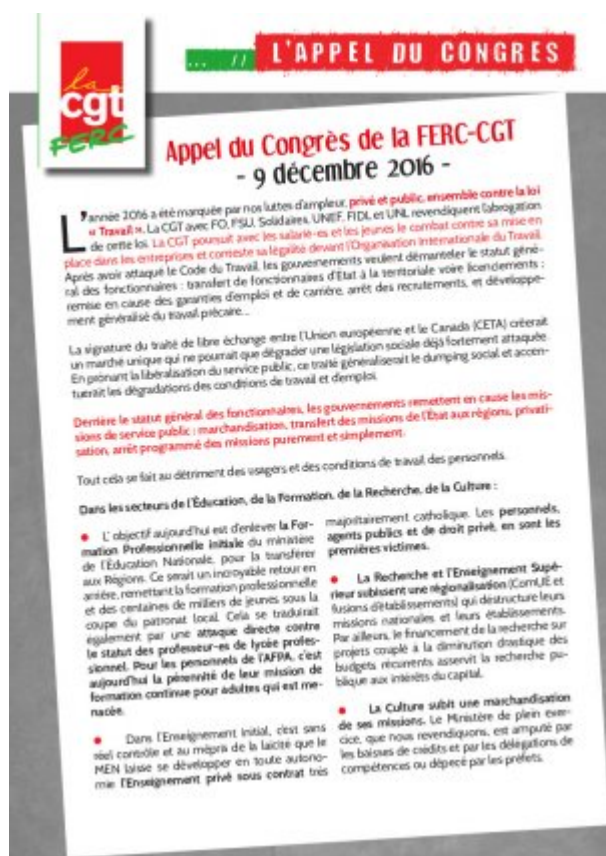 ... // L'APPEL DU CONGRES
la
cgt
FERC
Appel du Congrès de la FERC-CGT
- 9 décembre 2016 -
L'année 2016 a été marquée par nos luttes d'ampleur, privé et public, ensemble contre la loi
« Travail ». La CGT avec FO, FSU, Solidaires, UNEF, FIDL et UNL revendiquent l'abrogation
de cette loi. La CGT poursuit avec les salarié-es et les jeunes le combat contre sa mise en
place dans les entreprises et conteste sa légalité devant l'Organisation Internationale du Travail.
Après avoir attaqué le Code du Travail, les gouvernements veulent démanteler le statut géné-
ral des fonctionnaires : transfert de fonctionnaires d'État à la territoriale voire licenciements ;
remise en cause des garanties d'emploi et de carrière, arrêt des recrutements, et développe-
ment généralisé du travail précaire...
La signature du traité de libre échange entre l'Union européenne et le Canada (CETA) créerait
un marché unique qui ne pourrait que dégrader une législation sociale déjà fortement attaquée.
En prônant la libéralisation du service public, ce traité généraliserait le dumping social et accen-
tuerait les dégradations des conditions de travail et d'emploi.
Derrière le statut général des fonctionnaires, les gouvernements remettent en cause les mis-
sions de service public : marchandisation, transfert des missions de l'État aux régions, privati-
sation, arrêt programmé des missions purement et simplement.
Tout cela se fait au détriment des usagers et des conditions de travail des personnels.
Dans les secteurs de l'Éducation, de la Formation, de la Recherche, de la Culture :
• L' objectif aujourd'hui est d'enlever la For-
mation Professionnelle initiale du ministère
de l'Éducation Nationale, pour la transférer
aux Régions. Ce serait un incroyable retour en
arrière, remettant la formation professionnelle
et des centaines de milliers de jeunes sous la
coupe du patronat local. Cela se traduirait
également par une attaque directe contre
le statut des professeur-es de lycée profes-
sionnel. Pour les personnels de l'AFPA, c'est
aujourd'hui la pérennité de leur mission de
formation continue pour adultes qui est me-
nacée.
• Dans l'Enseignement Initial, c'est sans
réel contrôle et au mépris de la laïcité que le
MEN laisse se développer en toute autono-
mie l'Enseignement privé sous contrat très
majoritairement catholique. Les personnels,
agents publics et de droit privé, en sont les
premières victimes.
• La Recherche et l'Enseignement Supé-
rieur subissent une régionalisation (ComUE et
fusions d'établissements) qui déstructure leurs
missions nationales et leurs établissements.
Par ailleurs, le financement de la recherche sur
projets couplé à la diminution drastique des
budgets récurrents asservit la recherche pu-
blique aux intérêts du capital.
• La Culture subit une marchandisation
de ses missions. Le Ministère de plein exer-
cice, que nous revendiquons, est amputé par
les baisses de crédits et par les délégations de
compétences ou dépecé par les préfets.